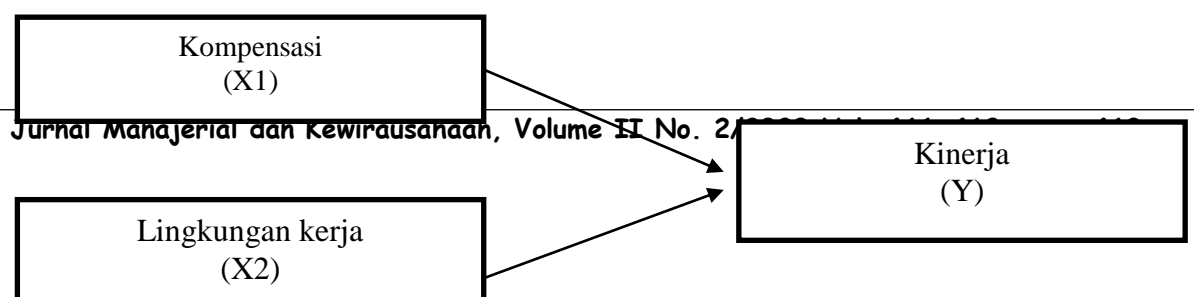 Kompensasi
(X1)
Jurnal Manajerial dan Kewirausahaan, Volume II No. 2/
Kinerja
(Y)
Lingkungan kerja
(X2)